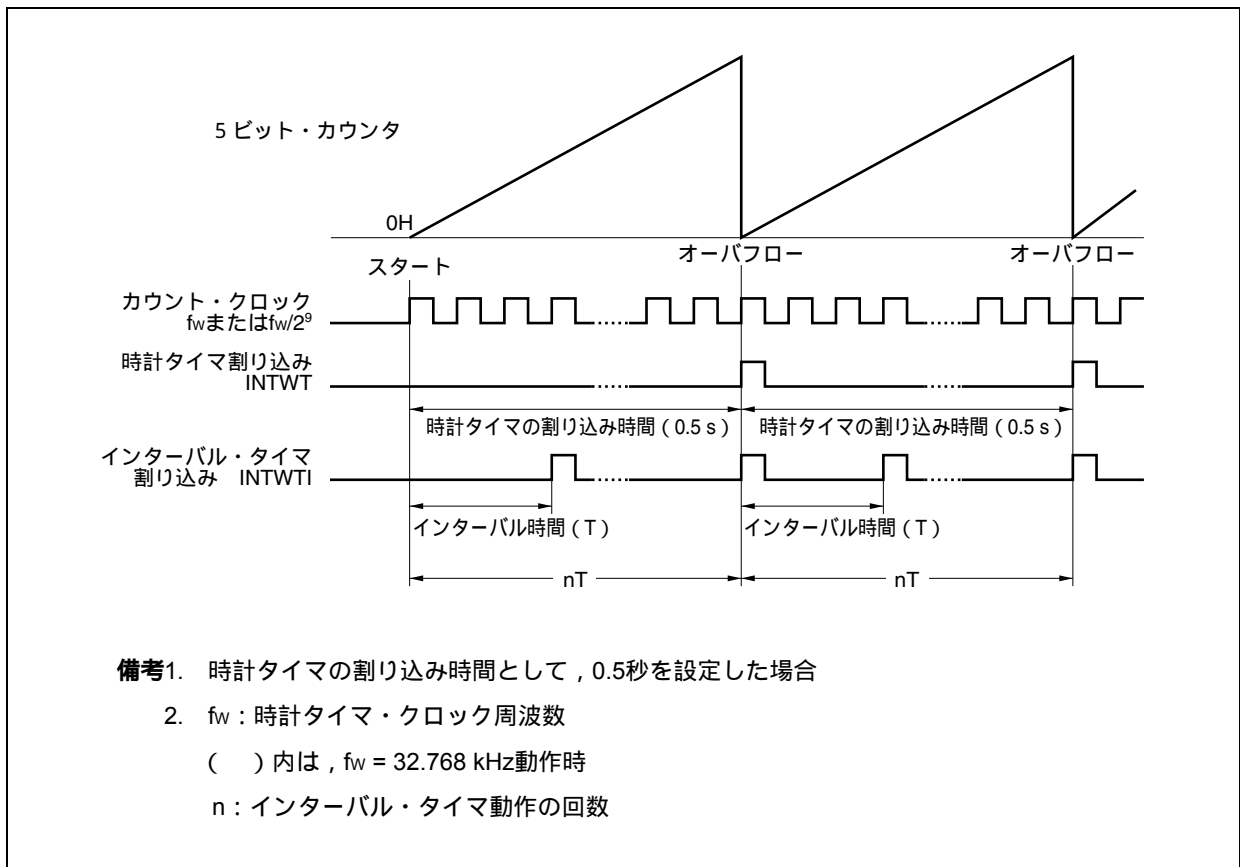 5 ビット・カウンタ
0H
スタート
オーバフロー
オーバフロー
カウント・クロック
fwまたはfw/2⁹
時計タイマ割り込み
INTWT
時計タイマの割り込み時間(0.5 s)
時計タイマの割り込み時間(0.5 s)
インターバル・タイマ
割り込み INTWTI
インターバル時間(T)
インターバル時間(T)
nT
nT
備考1. 時計タイマの割り込み時間として,0.5秒を設定した場合
2. fw:時計タイマ・クロック周波数
( )内は,fw = 32.768 kHz動作時
n:インターバル・タイマ動作の回数